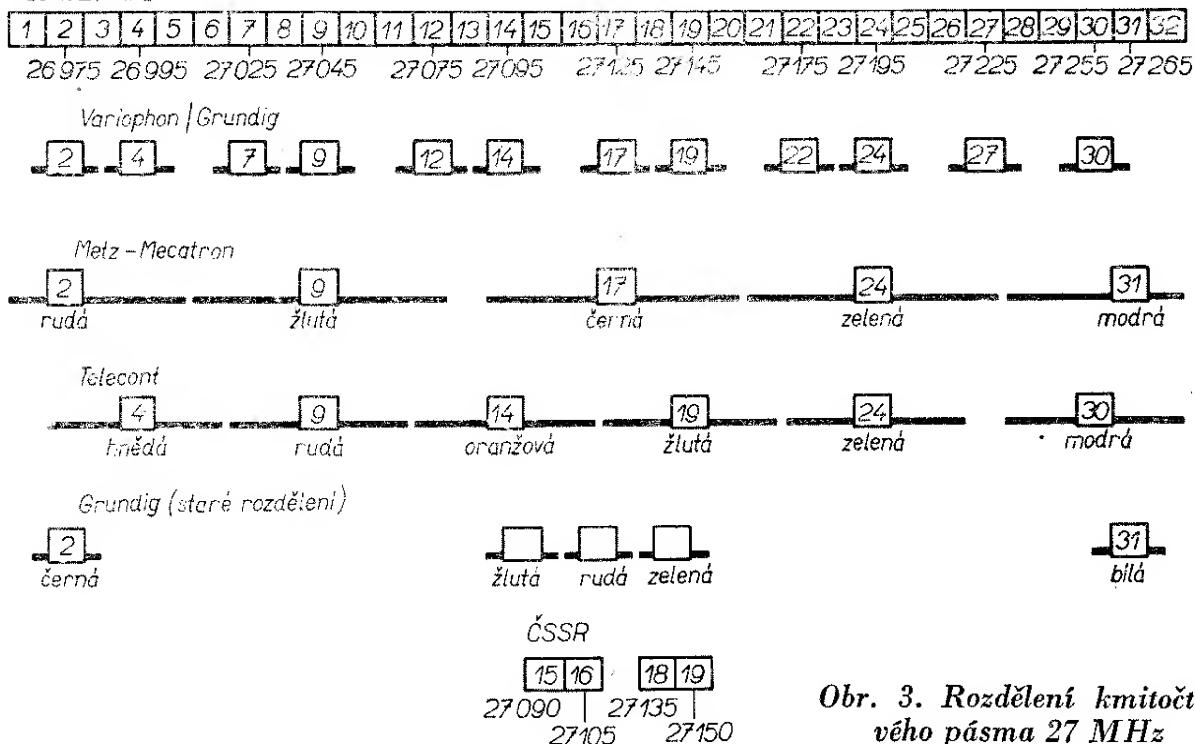 1 2 3 4 5 6 7 8 9 10 11 12 13 14 15 16 17 18 19 20 21 22 23 24 25 26 27 28 29 30 31 32
26975 26995 27025 27045 27075 27095 27125 27145 27175 27195 27225 27255 27265
Variophon / Grundig
2 4 7 9 12 14 17 19 22 24 27 30
Metz - Mecatron
2 9 17 24 31
rudá žlutá černá zelená modrá
Telecont
4 9 14 19 24 30
hnědá rudá oranžová žlutá zelená modrá
Grundig (staré rozdělení)
2 31
černá žlutá rudá zelená bílá
ČSSR
15 16 18 19
27090 27135
27105 27150
Obr. 3. Rozdělení kmitočt
vého pásma 27 MHz